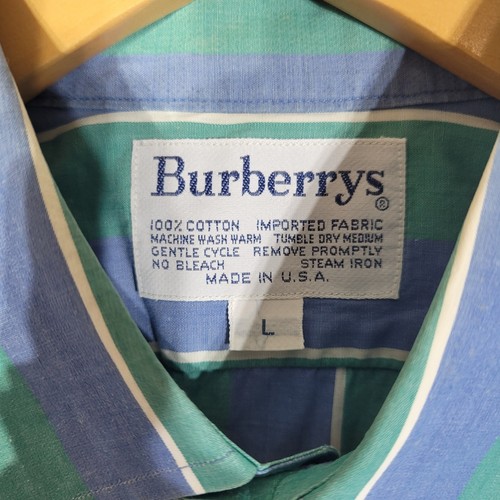 Burberrys®
100% COTTON IMPORTED FABRIC
MACHINE WASH WARM TUMBLE DRY MEDIUM
GENTLE CYCLE REMOVE PROMPTLY
NO BLEACH STEAM IRON
MADE IN U.S.A.
L